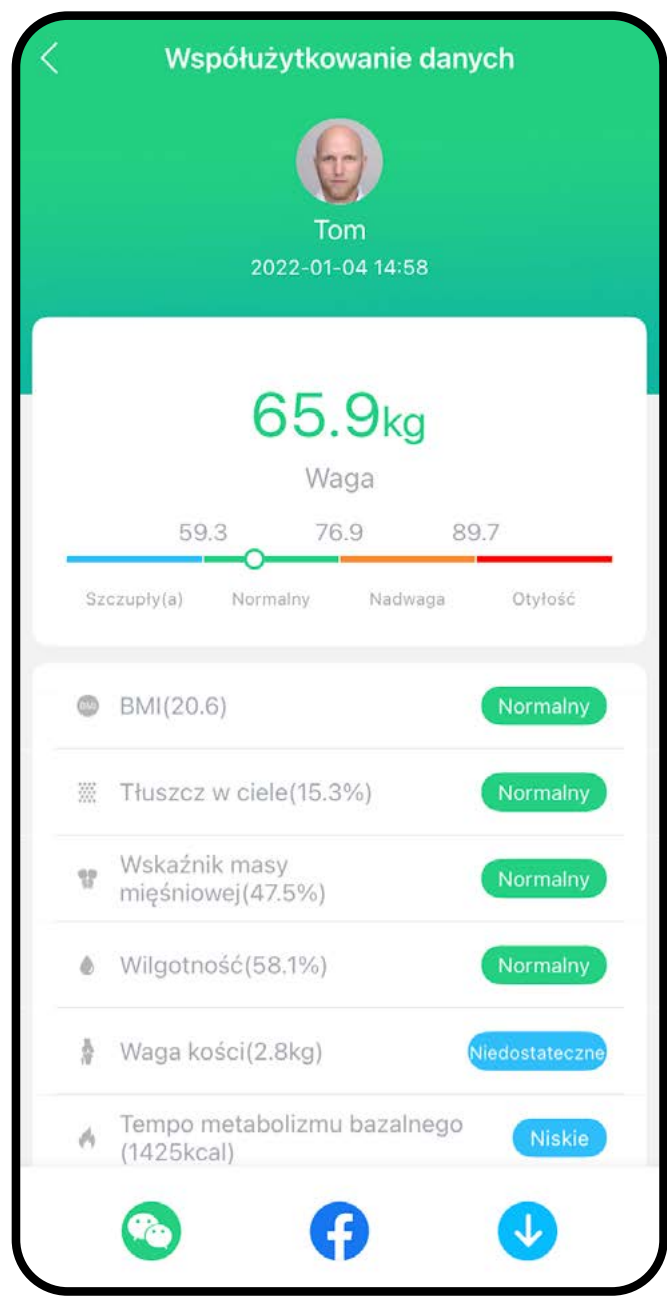 Współużytkowanie danych
Tom
2022-01-04 14:58
65.9kg
Waga
59.3 76.9 89.7
Szczupły(a) Normalny Nadwaga Otyłość
BMI(20.6) Normalny
Tłuszcz w ciele(15.3%) Normalny
Wskaźnik masy
mięśniowej(47.5%) Normalny
Wilgotność(58.1%) Normalny
Waga kości(2.8kg) Niedostateczne
Tempo metabolizmu bazalnego
(1425kcal) Niskie